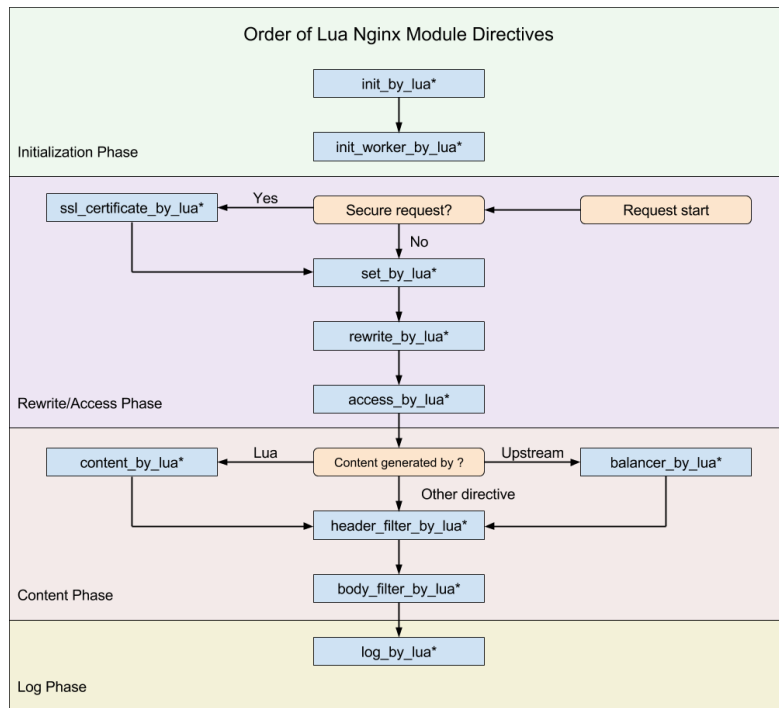 Order of Lua Nginx Module Directives
init_by_lua*
init_worker_by_lua*
Initialization Phase
ssl_certificate_by_lua*
Yes
Secure request?
Request start
No
set_by_lua*
rewrite_by_lua*
access_by_lua*
Rewrite/Access Phase
content_by_lua*
Lua
Content generated by ?
Upstream
balancer_by_lua*
Other directive
header_filter_by_lua*
body_filter_by_lua*
Content Phase
log_by_lua*
Log Phase